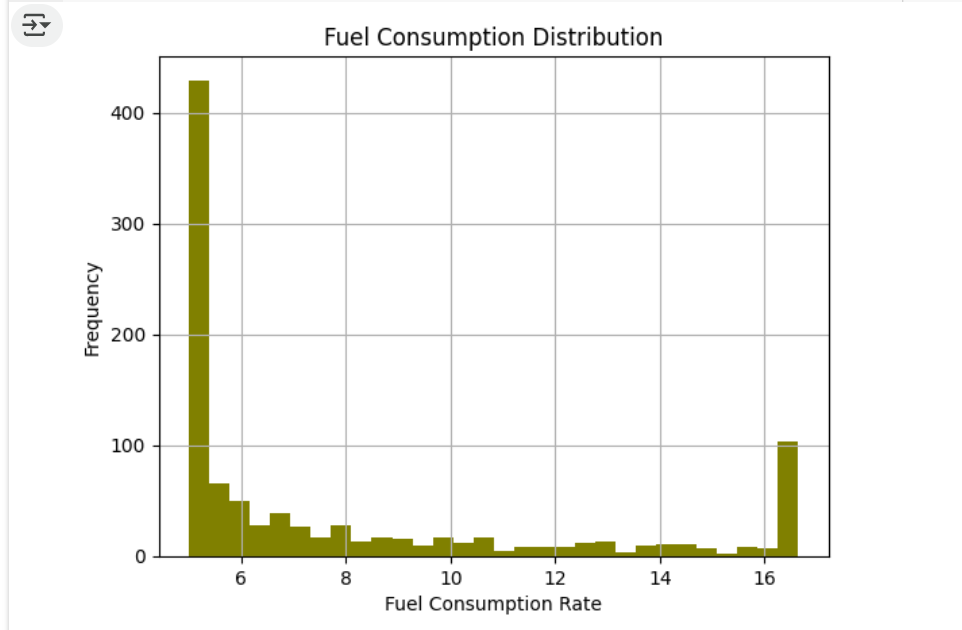 Fuel Consumption Distribution
400
300
200
100
0
Frequency
6 8 10 12 14 16
Fuel Consumption Rate